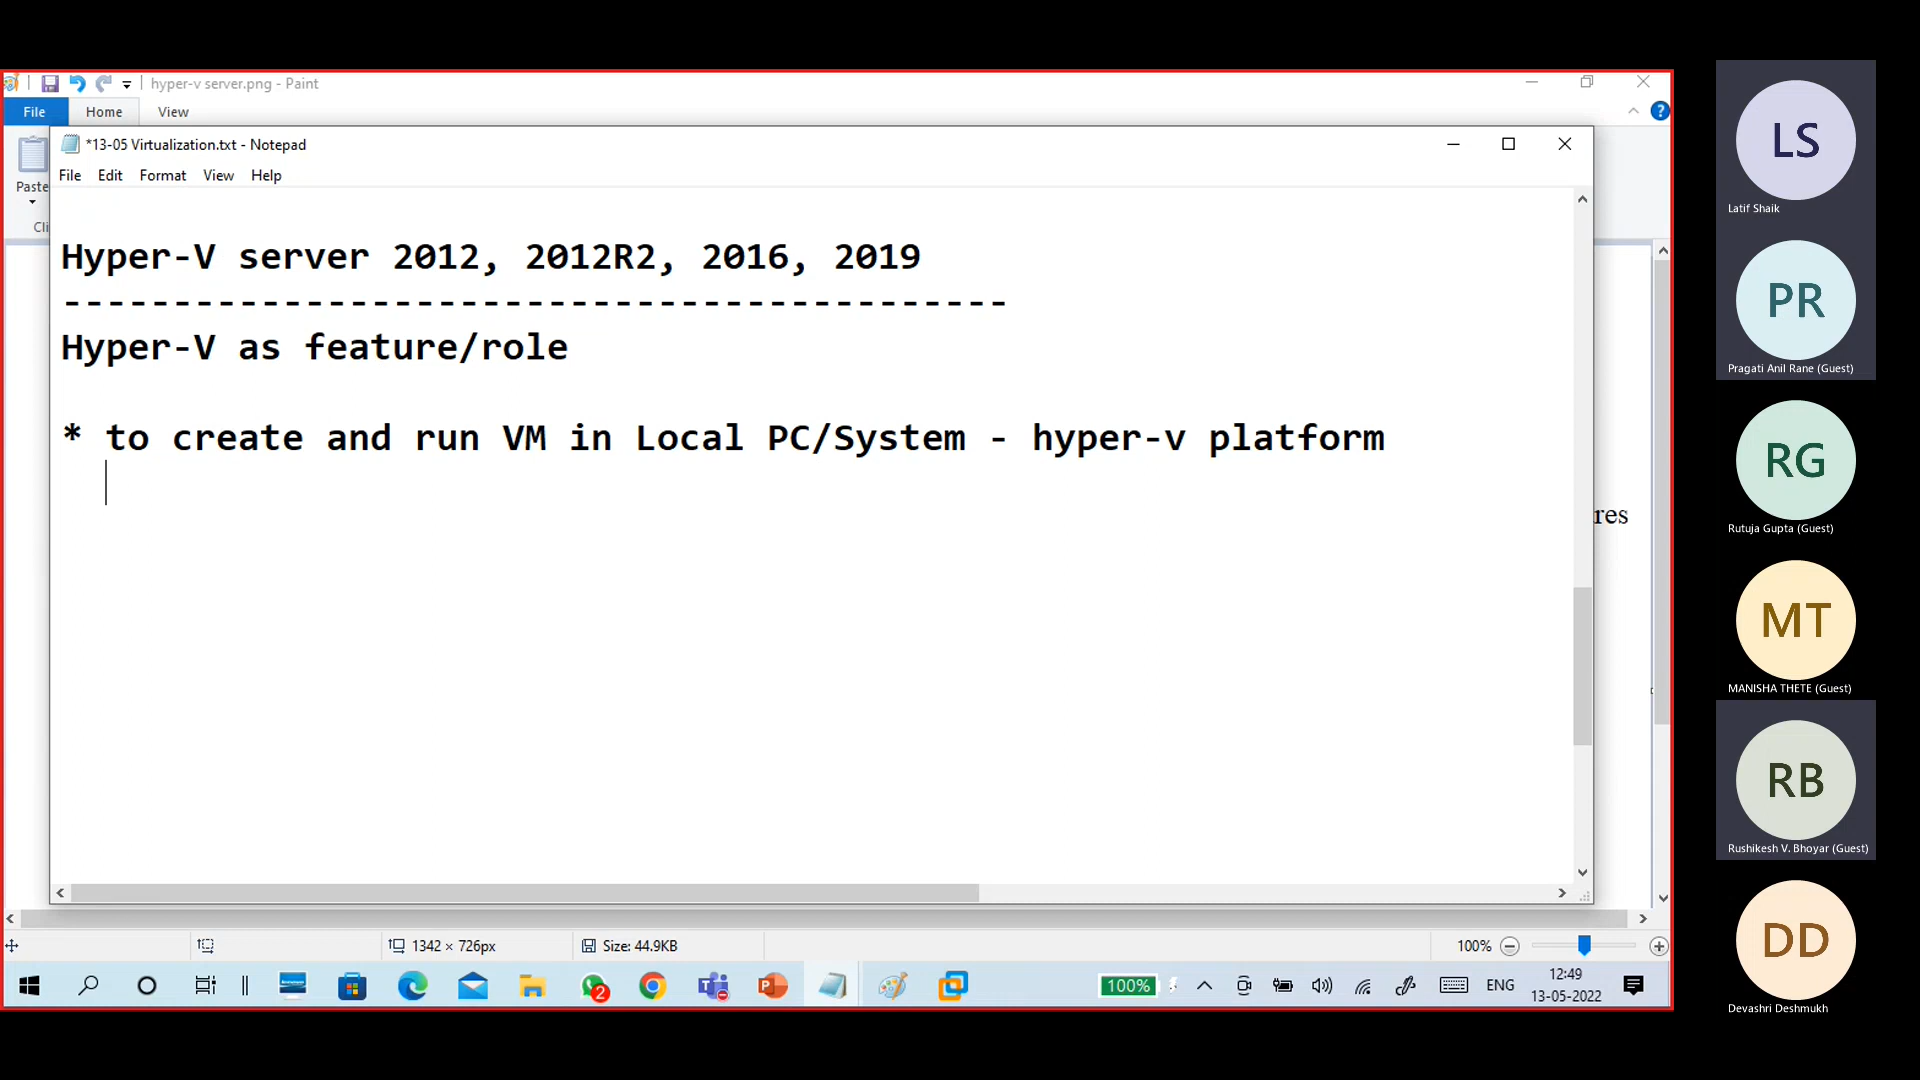 hyper-v server.png - Paint
File Home View
*13-05 Virtualization.txt - Notepad
File Edit Format View Help
Paste
Cli
Hyper-V server 2012, 2012R2, 2016, 2019
-------------------------------------------
Hyper-V as feature/role
* to create and run VM in Local PC/System - hyper-v platform
res
1342 × 726px
Size: 44.9KB
100%
2
100%
ENG
12:49
13-05-2022
LS
Latif Shaik
PR
Pragati Anil Rane (Guest)
RG
Rutuja Gupta (Guest)
MT
MANISHA THETE (Guest)
RB
Rushikesh V. Bhoyar (Guest)
DD
Devashri Deshmukh